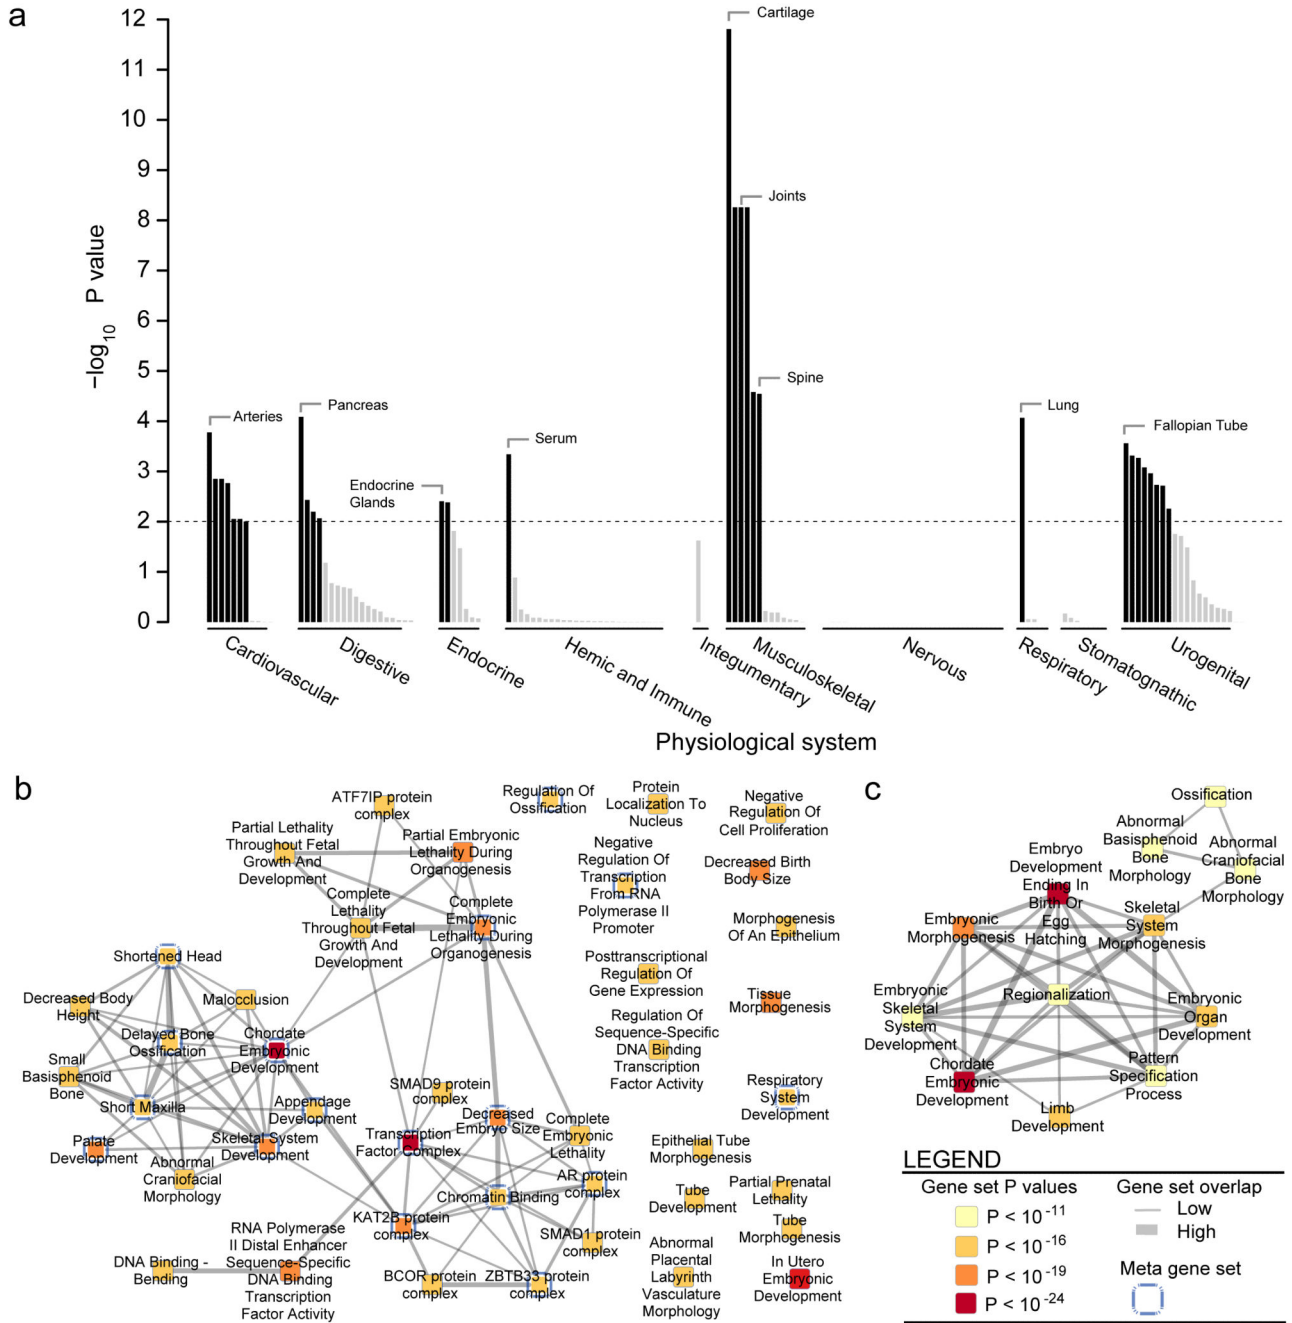 a
12
11
10
9
8
7
6
5
4
3
2
1
0
−log10 P value
Cartilage
Joints
Spine
Arteries
Pancreas
Endocrine
Glands
Serum
Lung
Fallopian Tube
Cardiovascular
Digestive
Endocrine
Hemic and Immune
Integumentary
Musculoskeletal
Nervous
Respiratory
Stomatognathic
Urogenital
Physiological system
b
ATF7IP protein
complex
Partial Lethality
Throughout Fetal
Growth And
Development
Partial Embryonic
Lethality During
Organogenesis
Complete
Lethality
Throughout Fetal
Growth And
Development
Complete
Embryonic
Lethality During
Organogenesis
Shortened Head
Decreased Body
Height
Malocclusion
Delayed Bone
Ossification
Chordate
Embryonic
Development
Small
Basisphenoid
Bone
Short Maxilla
Appendage
Development
Palate
Development
Skeletal System
Development
Abnormal
Craniofacial
Morphology
SMAD9 protein
complex
Transcription
Factor Complex
Decreased
Embryo Size
Complete
Embryonic
Lethality
AR protein
complex
Chromatin Binding
KAT2B protein
complex
SMAD1 protein
complex
RNA Polymerase
II Distal Enhancer
Sequence-Specific
DNA Binding
Transcription
Factor Activity
DNA Binding -
Bending
BCOR protein
complex
ZBTB33 protein
complex
Regulation Of
Ossification
Protein
Localization To
Nucleus
Negative
Regulation Of
Cell Proliferation
Negative
Regulation Of
Transcription
From RNA
Polymerase II
Promoter
Decreased Birth
Body Size
Morphogenesis
Of An Epithelium
Posttranscriptional
Regulation Of
Gene Expression
Tissue
Morphogenesis
Regulation Of
Sequence-Specific
DNA Binding
Transcription
Factor Activity
Respiratory
System
Development
Epithelial Tube
Morphogenesis
Tube
Development
Partial Prenatal
Lethality
Tube
Morphogenesis
Abnormal
Placental
Labyrinth
Vasculature
Morphology
In Utero
Embryonic
Development
c
Ossification
Abnormal
Basisphenoid
Bone
Morphology
Abnormal
Craniofacial
Bone
Morphology
Embryo
Development
Ending In
Birth Or
Egg
Hatching
Embryonic
Morphogenesis
Skeletal
System
Morphogenesis
Regionalization
Embryonic
Skeletal
System
Development
Embryonic
Organ
Development
Chordate
Embryonic
Development
Pattern
Specification
Process
Limb
Development
LEGEND
Gene set P values
P < 10-11
P < 10-16
P < 10-19
P < 10-24
Gene set overlap
Low
High
Meta gene set